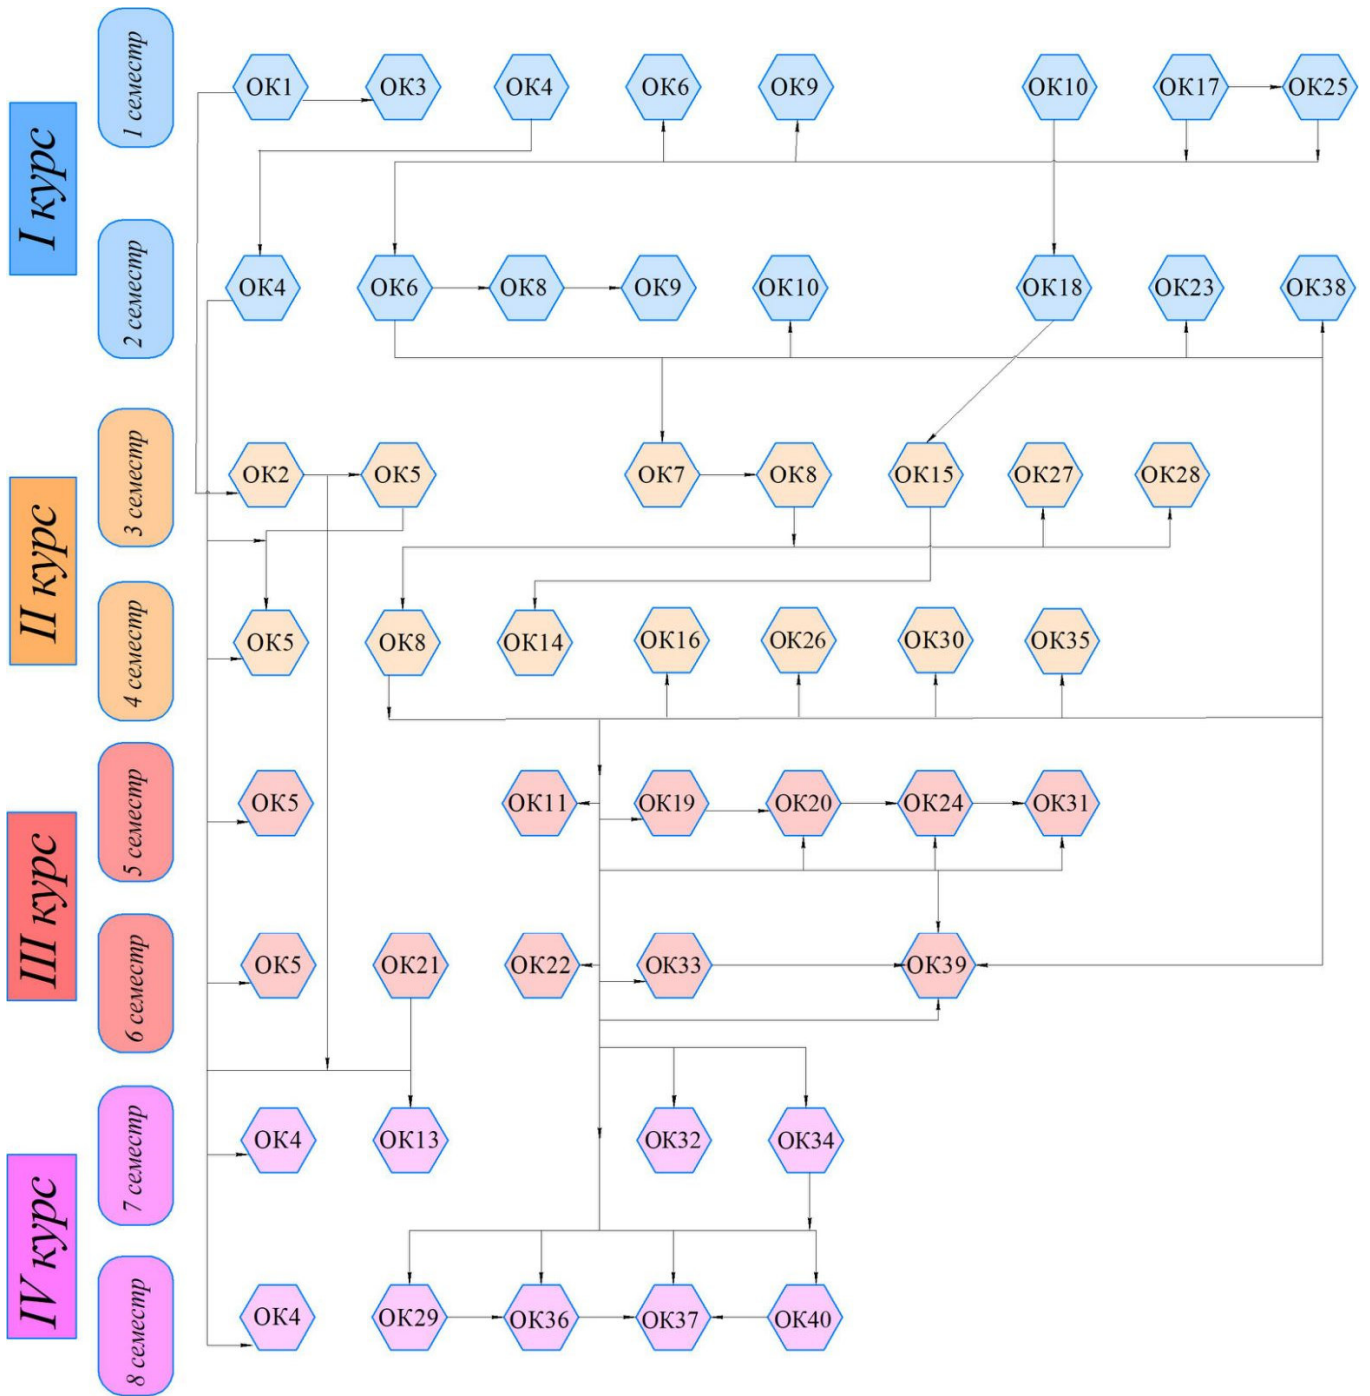 I курс
1 семестр
ОК1 ОК3 ОК4 ОК6 ОК9 ОК10 ОК17 ОК25
2 семестр
ОК4 ОК6 ОК8 ОК9 ОК10 ОК18 ОК23 ОК38
II курс
3 семестр
ОК2 ОК5 ОК7 ОК8 ОК15 ОК27 ОК28
4 семестр
ОК5 ОК8 ОК14 ОК16 ОК26 ОК30 ОК35
III курс
5 семестр
ОК5 ОК11 ОК19 ОК20 ОК24 ОК31
6 семестр
ОК5 ОК21 ОК22 ОК33 ОК39
IV курс
7 семестр
ОК4 ОК13 ОК32 ОК34
8 семестр
ОК4 ОК29 ОК36 ОК37 ОК40